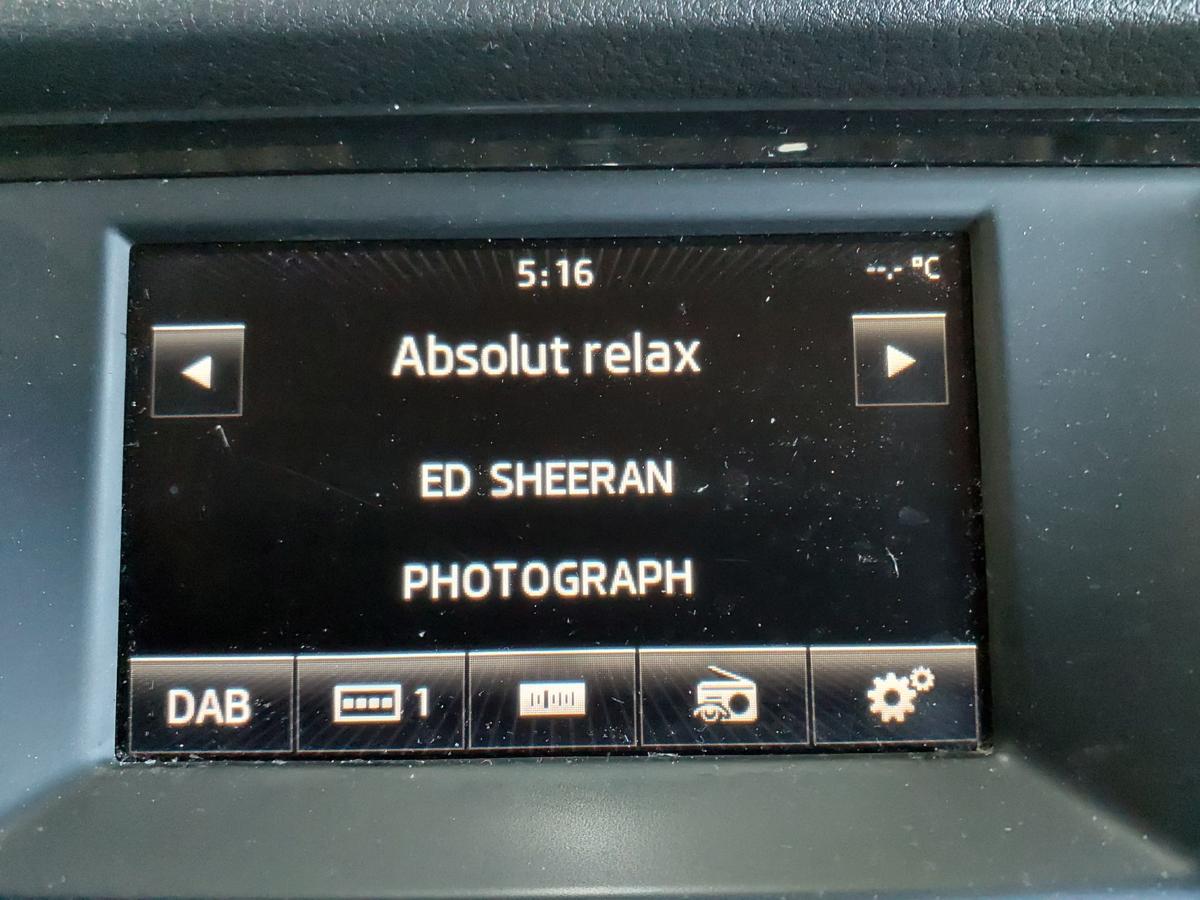 5:16
--.- °C
Absolut relax
ED SHEERAN
PHOTOGRAPH
DAB
1